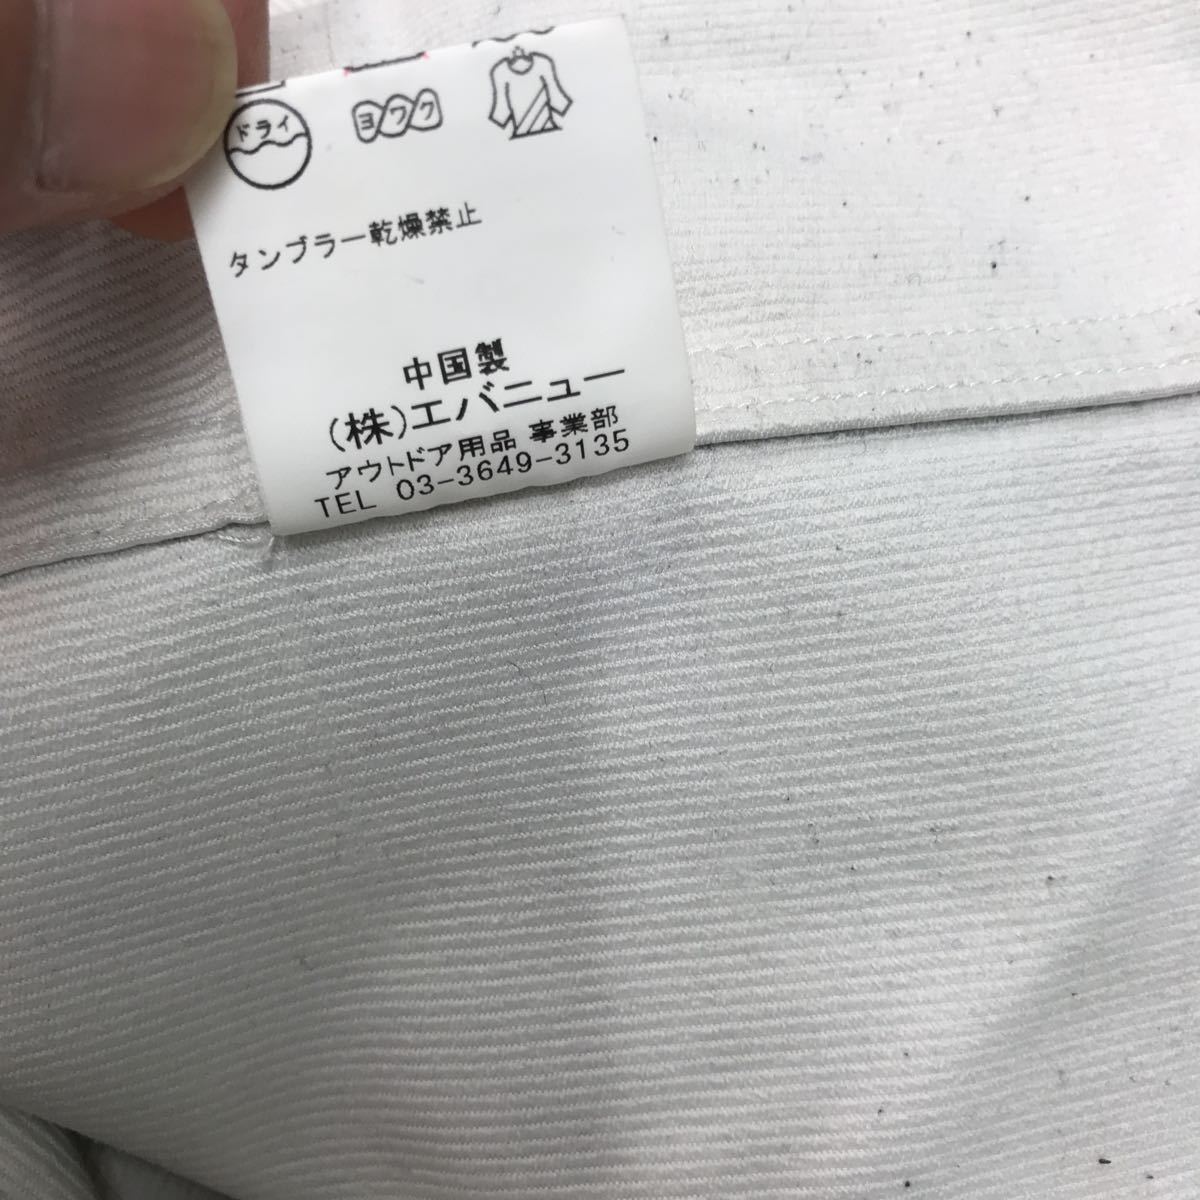 ドライ ヨワク
タンブラー乾燥禁止
中国製
(株)エバニュー
アウトドア用品 事業部
TEL 03-3649-3135